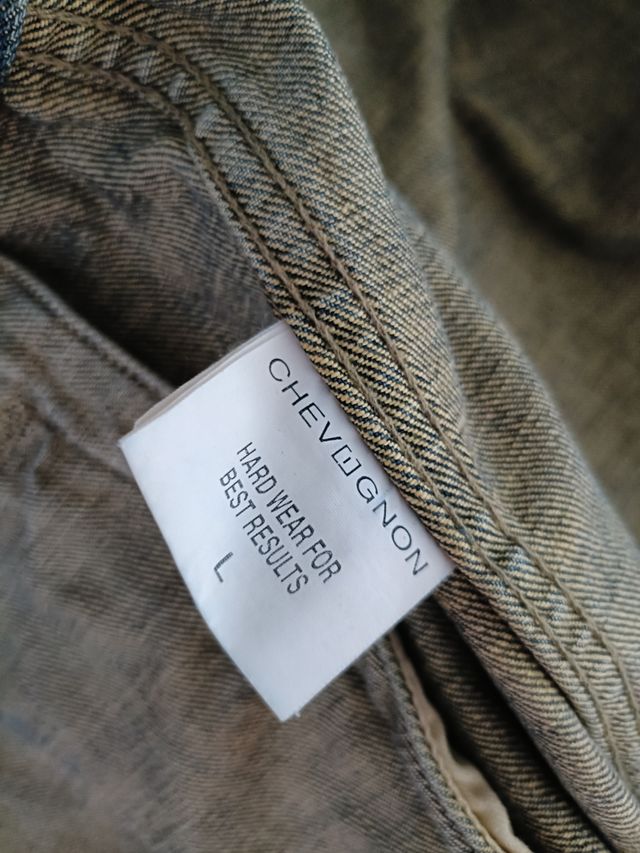 CHEVIGNON
HARD WEAR FOR
BEST RESULTS
L